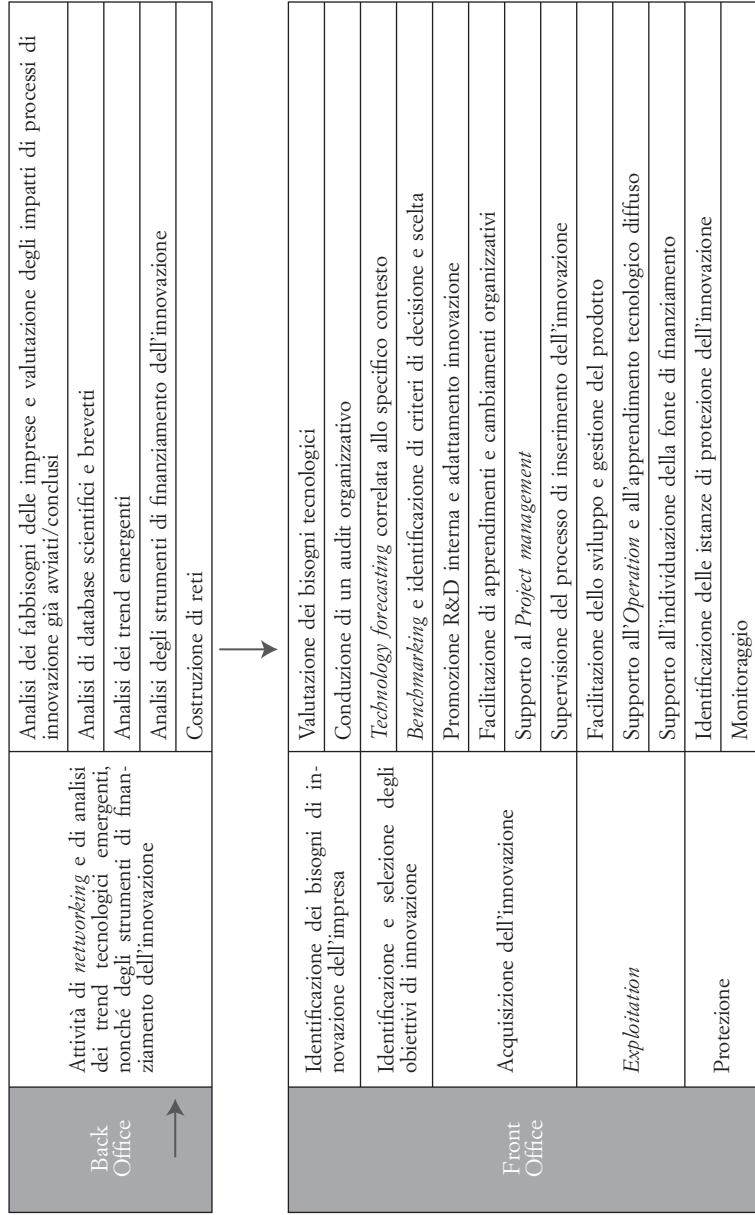 Back
Office
Attività di networking e di analisi
dei trend tecnologici emergenti,
nonché degli strumenti di finan-
ziamento dell'innovazione
Analisi dei fabbisogni delle imprese e valutazione degli impatti di processi di
innovazione già avviati/conclusi
Analisi di database scientifici e brevetti
Analisi dei trend emergenti
Analisi degli strumenti di finanziamento dell'innovazione
Costruzione di reti
Front
Office
Identificazione dei bisogni di in-
novazione dell'impresa
Valutazione dei bisogni tecnologici
Conduzione di un audit organizzativo
Identificazione e selezione degli
obiettivi di innovazione
Technology forecasting correlata allo specifico contesto
Benchmarking e identificazione di criteri di decisione e scelta
Acquisizione dell'innovazione
Promozione R&D interna e adattamento innovazione
Facilitazione di apprendimenti e cambiamenti organizzativi
Supporto al Project management
Supervisione del processo di inserimento dell'innovazione
Exploitation
Facilitazione dello sviluppo e gestione del prodotto
Supporto all'Operation e all'apprendimento tecnologico diffuso
Supporto all'individuazione della fonte di finanziamento
Protezione
Identificazione delle istanze di protezione dell'innovazione
Monitoraggio